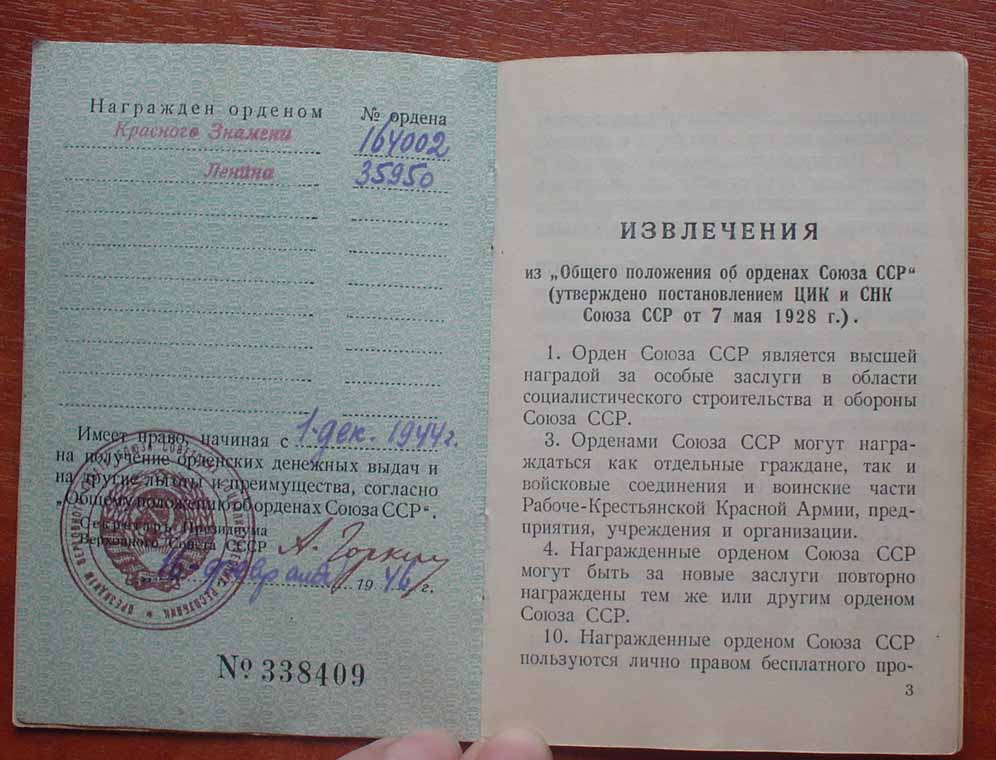 Награжден орденом
№ ордена
Красного Знамени
164002
Ленина
35950
Имеет право, начиная с 1. дек. 1944 г.
на получение орденских денежных выдач и
на другие льготы и преимущества, согласно
„Общему положению об орденах Союза ССР“.
Секретарь Президиума
Верховного Совета СССР
А. Горкин
16 февраля 1946 г.
№ 338409
ИЗВЛЕЧЕНИЯ
из „Общего положения об орденах Союза ССР“
(утверждено постановлением ЦИК и СНК
Союза ССР от 7 мая 1928 г.).
1. Орден Союза ССР является высшей
наградой за особые заслуги в области
социалистического строительства и обороны
Союза ССР.
3. Орденами Союза ССР могут награ-
ждаться как отдельные граждане, так и
войсковые соединения и воинские части
Рабоче-Крестьянской Красной Армии, пред-
приятия, учреждения и организации.
4. Награжденные орденом Союза ССР
могут быть за новые заслуги повторно
награждены тем же или другим орденом
Союза ССР.
10. Награжденные орденом Союза ССР
пользуются лично правом бесплатного про-
3